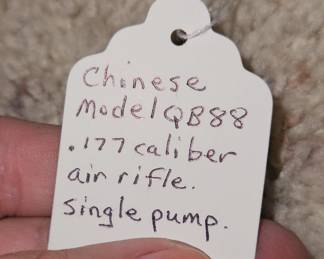 Chinese
Model QB88
.177 caliber
air rifle.
Single pump.